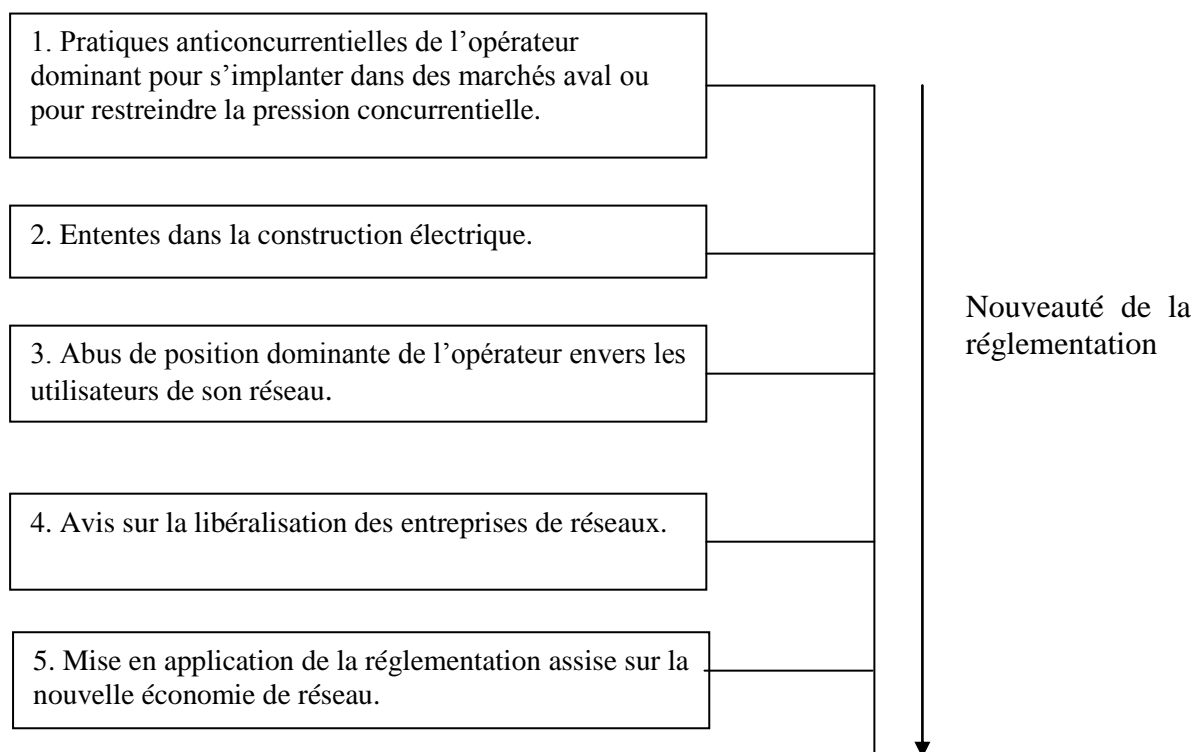 1. Pratiques anticoncurrentielles de l’opérateur
dominant pour s’implanter dans des marchés aval ou
pour restreindre la pression concurrentielle.
2. Ententes dans la construction électrique.
Nouveauté de la
réglementation
3. Abus de position dominante de l’opérateur envers les
utilisateurs de son réseau.
4. Avis sur la libéralisation des entreprises de réseaux.
5. Mise en application de la réglementation assise sur la
nouvelle économie de réseau.